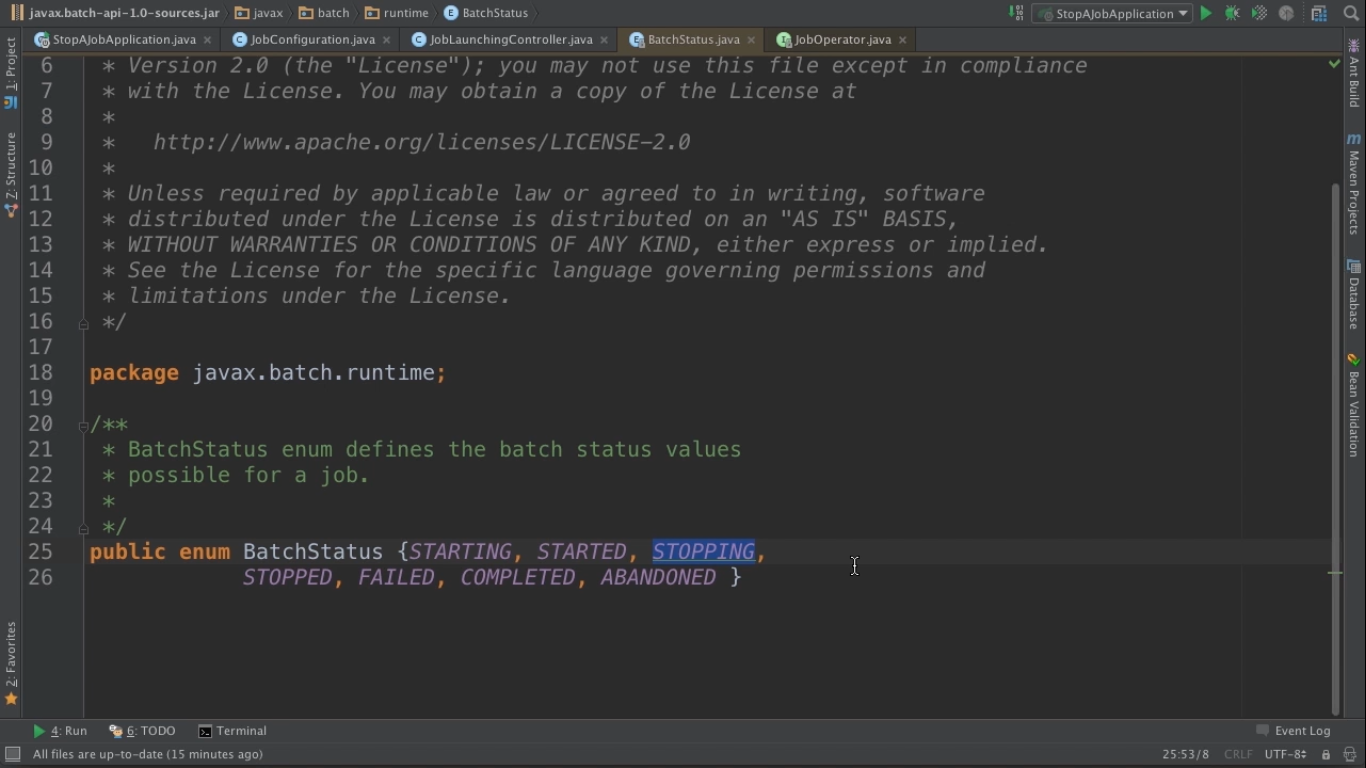 javax.batch-api-1.0-sources.jar javax batch runtime BatchStatus StopAJobApplication
StopAJobApplication.java JobConfiguration.java JobLaunchingController.java BatchStatus.java JobOperator.java
1: Project
Z: Structure
2: Favorites
6 * Version 2.0 (the "License"); you may not use this file except in compliance
7 * with the License. You may obtain a copy of the License at
8 *
9 * http://www.apache.org/licenses/LICENSE-2.0
10 *
11 * Unless required by applicable law or agreed to in writing, software
12 * distributed under the License is distributed on an "AS IS" BASIS,
13 * WITHOUT WARRANTIES OR CONDITIONS OF ANY KIND, either express or implied.
14 * See the License for the specific language governing permissions and
15 * limitations under the License.
16 */
17
18 package javax.batch.runtime;
19
20 /**
21 * BatchStatus enum defines the batch status values
22 * possible for a job.
23 *
24 */
25 public enum BatchStatus {STARTING, STARTED, STOPPING,
26 STOPPED, FAILED, COMPLETED, ABANDONED }
Ant Build
Maven Projects
Database
Bean Validation
4: Run 6: TODO Terminal Event Log
All files are up-to-date (15 minutes ago) 25:53/8 CRLF UTF-8